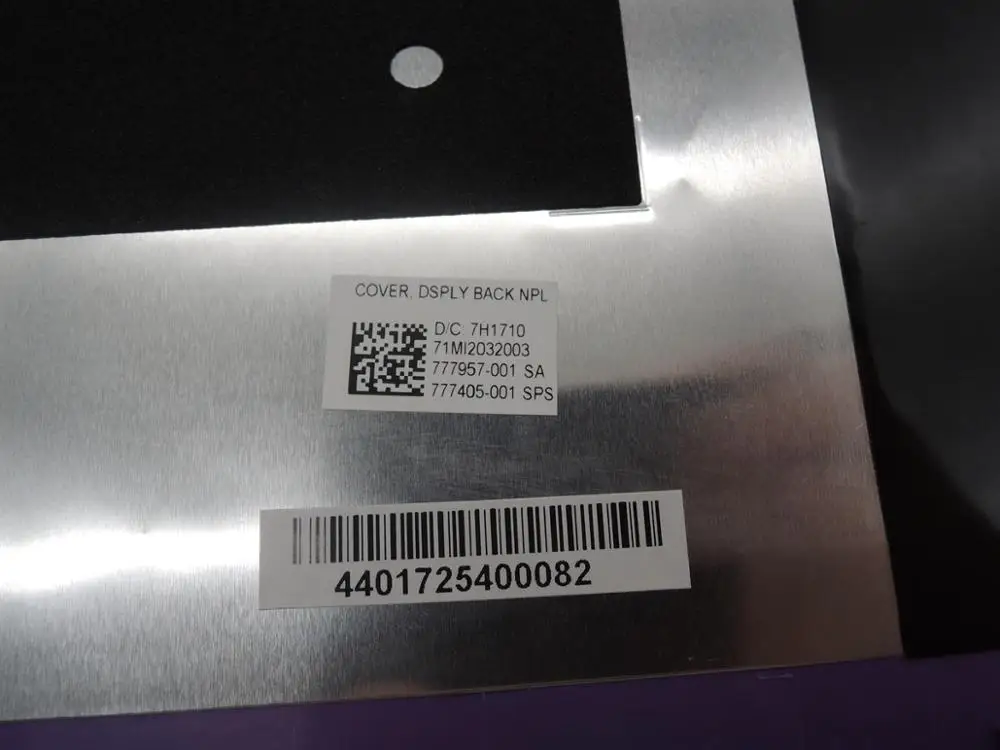 COVER, DSPLY BACK NPL
D/C 7H1710
71MI2032003
777957-001 SA
777405-001 SPS
4401725400082